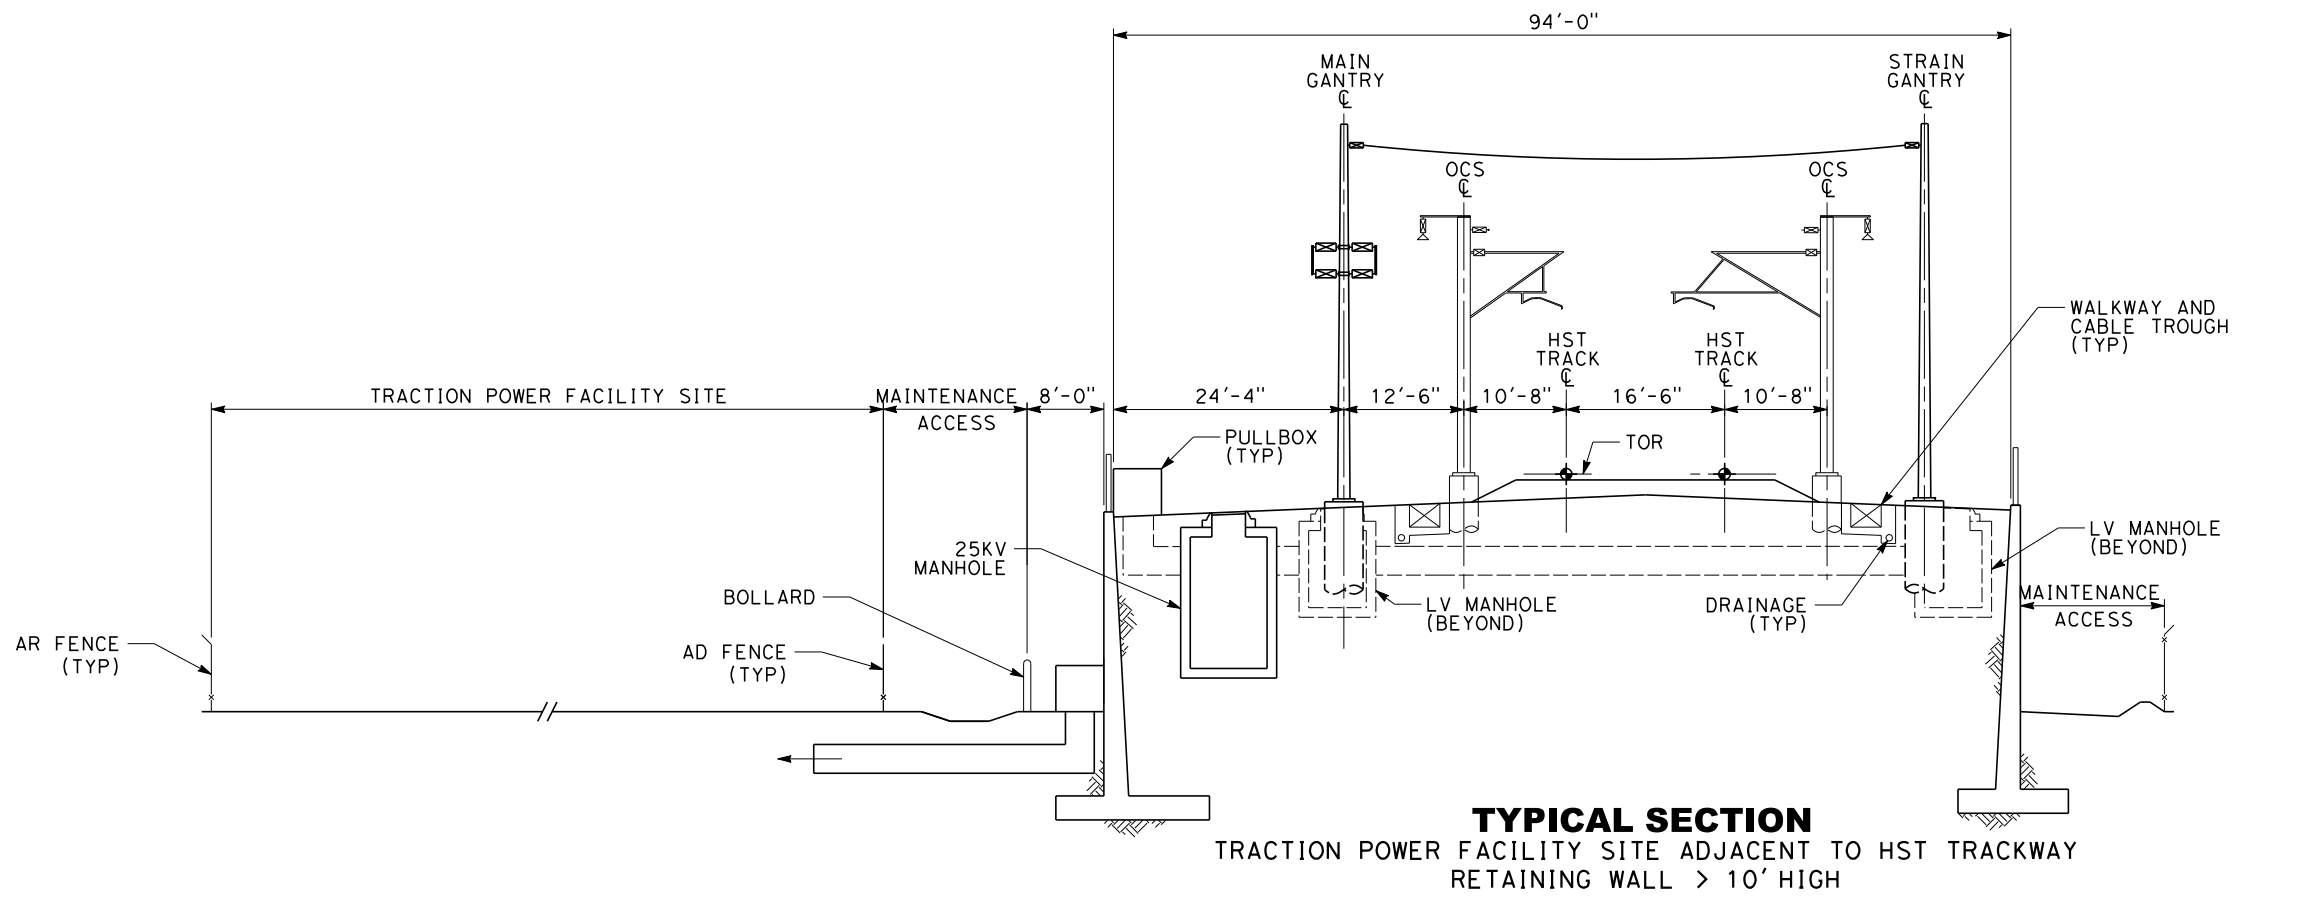 94'-0"
MAIN
GANTRY
℄
STRAIN
GANTRY
℄
OCS
℄
OCS
℄
WALKWAY AND
CABLE TROUGH
(TYP)
HST
TRACK
℄
HST
TRACK
℄
TRACTION POWER FACILITY SITE
MAINTENANCE
ACCESS
8'-0"
24'-4"
12'-6"
10'-8"
16'-6"
10'-8"
PULLBOX
(TYP)
TOR
25KV
MANHOLE
LV MANHOLE
(BEYOND)
BOLLARD
LV MANHOLE
(BEYOND)
DRAINAGE
(TYP)
MAINTENANCE
ACCESS
AR FENCE
(TYP)
AD FENCE
(TYP)
TYPICAL SECTION
TRACTION POWER FACILITY SITE ADJACENT TO HST TRACKWAY
RETAINING WALL > 10' HIGH